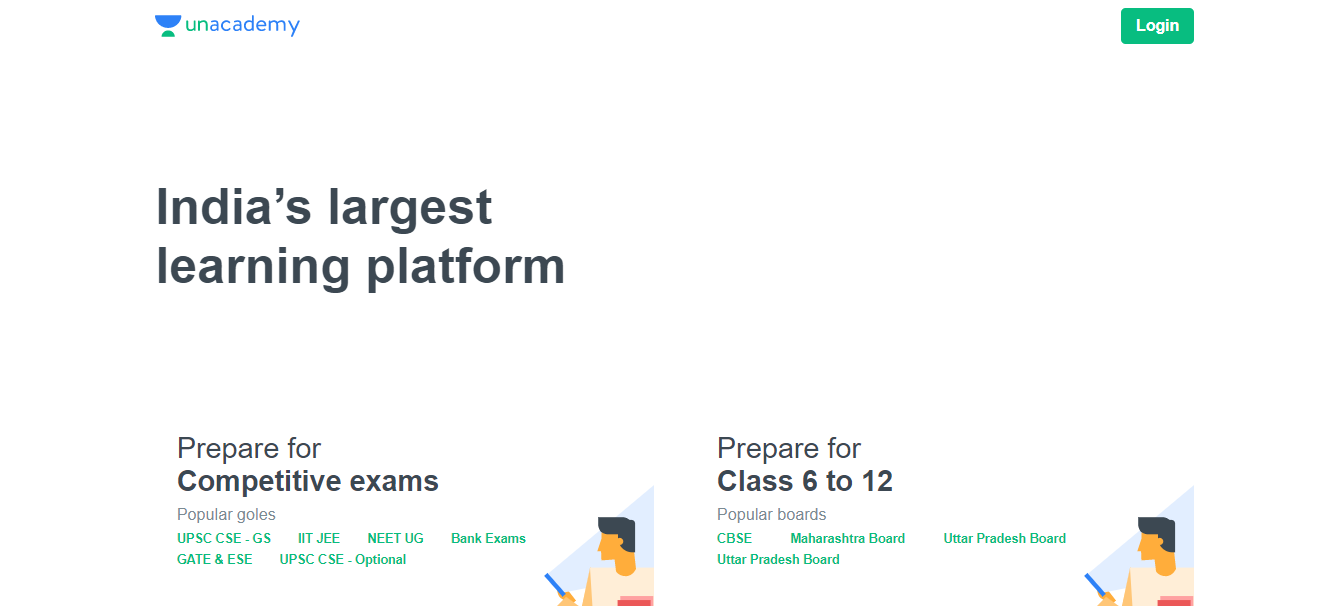 unacademy
Login
India’s largest
learning platform
Prepare for
Competitive exams
Popular goles
UPSC CSE - GS IIT JEE NEET UG Bank Exams
GATE & ESE UPSC CSE - Optional
Prepare for
Class 6 to 12
Popular boards
CBSE Maharashtra Board Uttar Pradesh Board
Uttar Pradesh Board